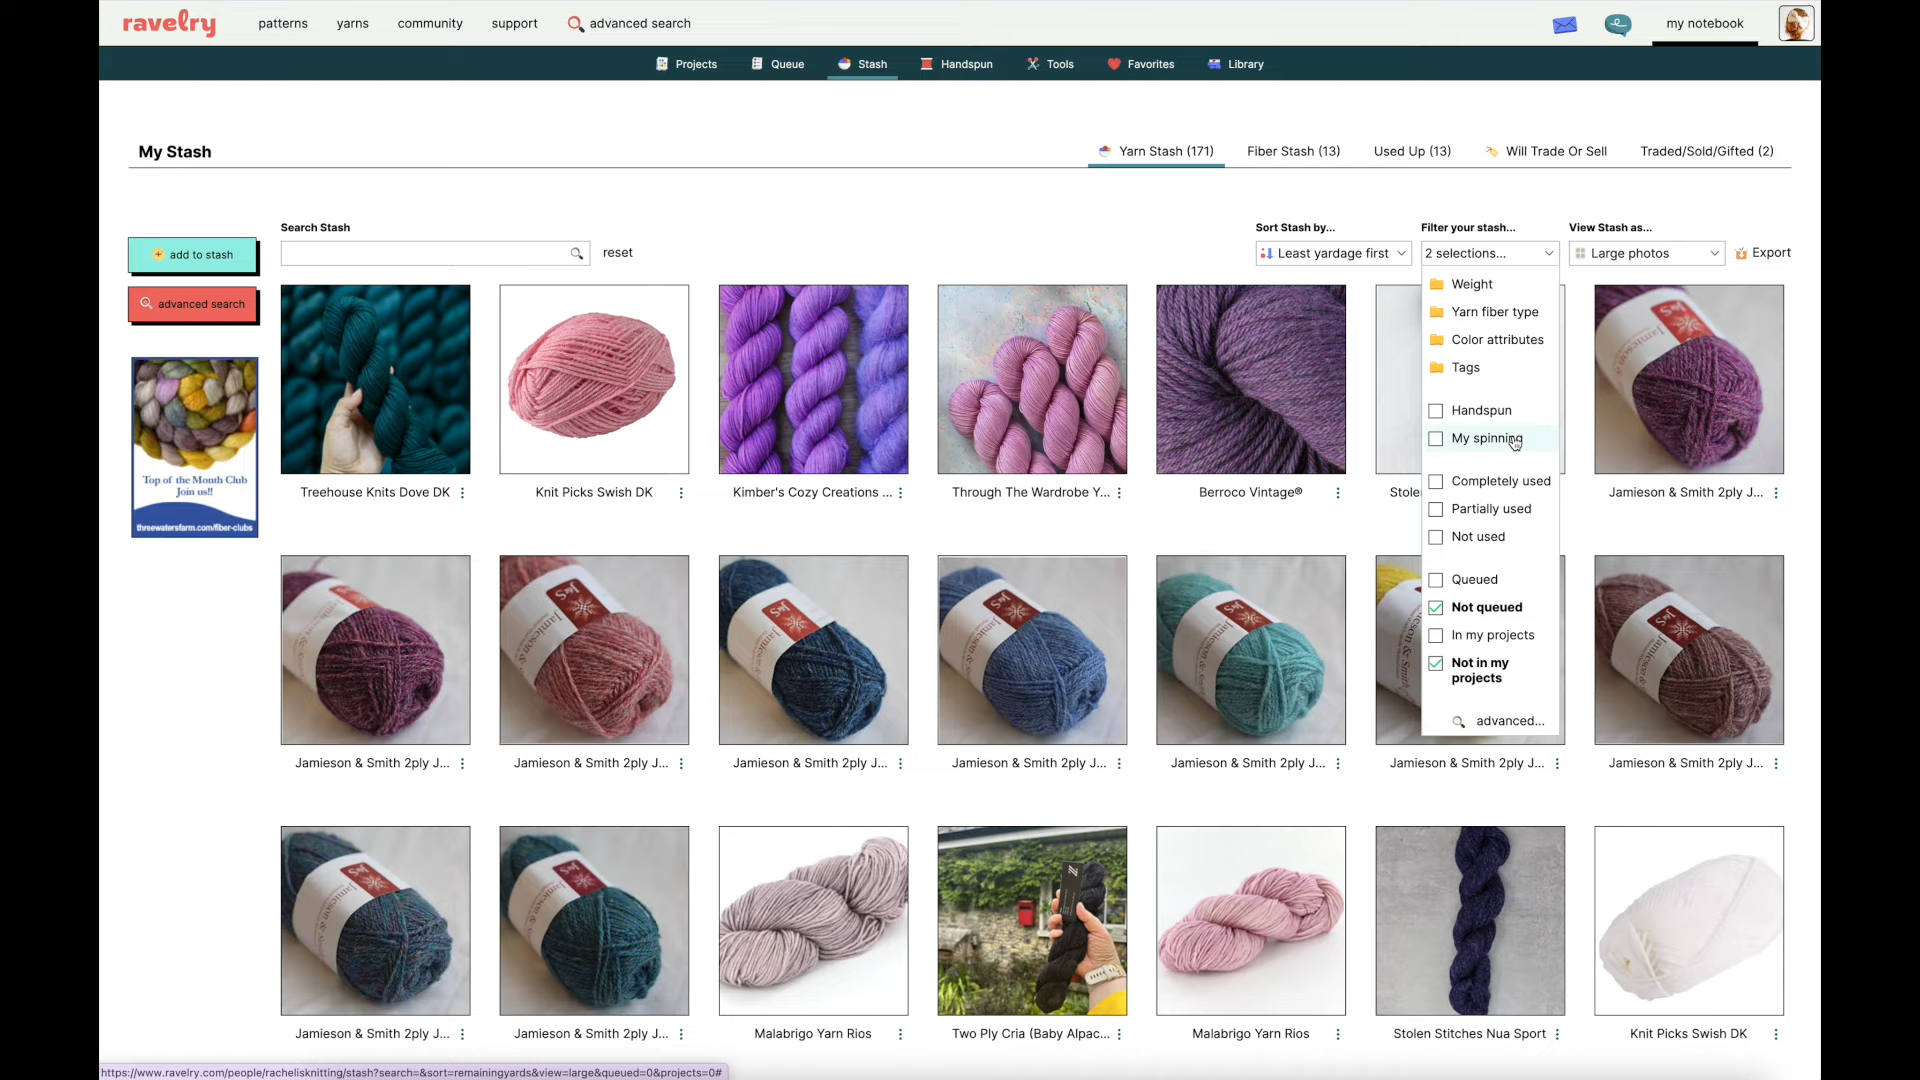 ravelry patterns yarns community support advanced search my notebook
Projects Queue Stash Handspun Tools Favorites Library
My Stash Yarn Stash (171) Fiber Stash (13) Used Up (13) Will Trade Or Sell Traded/Sold/Gifted (2)
Search Stash Sort Stash by... Filter your stash... View Stash as...
reset Least yardage first 2 selections... Large photos Export
add to stash
advanced search
Top of the Month Club
Join us!!
threewatersfarm.com/fiber-clubs
Weight
Yarn fiber type
Color attributes
Tags
Handspun
My spinning
Completely used
Partially used
Not used
Queued
Not queued
In my projects
Not in my
projects
advanced...
Treehouse Knits Dove DK Knit Picks Swish DK Kimber's Cozy Creations ... Through The Wardrobe Y... Berroco Vintage® Jamieson & Smith 2ply J...
Jamieson & Smith 2ply J... Jamieson & Smith 2ply J... Jamieson & Smith 2ply J... Jamieson & Smith 2ply J... Jamieson & Smith 2ply J... Jamieson & Smith 2ply J... Jamieson & Smith 2ply J...
Jamieson & Smith 2ply J... Jamieson & Smith 2ply J... Malabrigo Yarn Rios Two Ply Cria (Baby Alpac... Malabrigo Yarn Rios Stolen Stitches Nua Sport Knit Picks Swish DK
https://www.ravelry.com/people/rachelisknitting/stash?search=&sort=remainingyards&view=large&queued=0&projects=0#